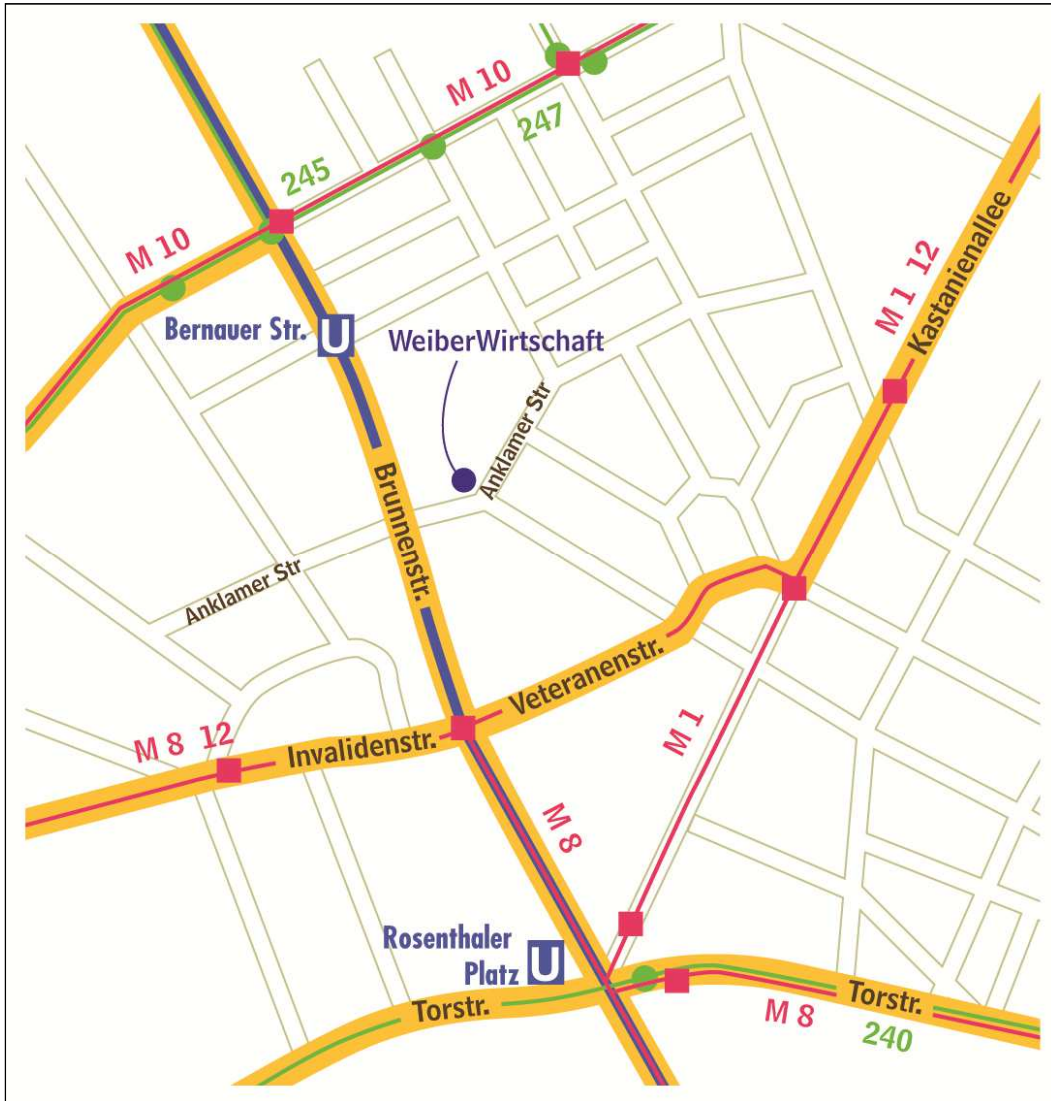 M 10
247
245
M 10
M 1 12
Kastanienallee
Bernauer Str.
U
WeiberWirtschaft
Anklamer Str
Brunnenstr.
Anklamer Str
Veteranenstr.
M 8 12
Invalidenstr.
M 1
M 8
Rosenthaler
Platz
U
Torstr.
Torstr.
M 8
240